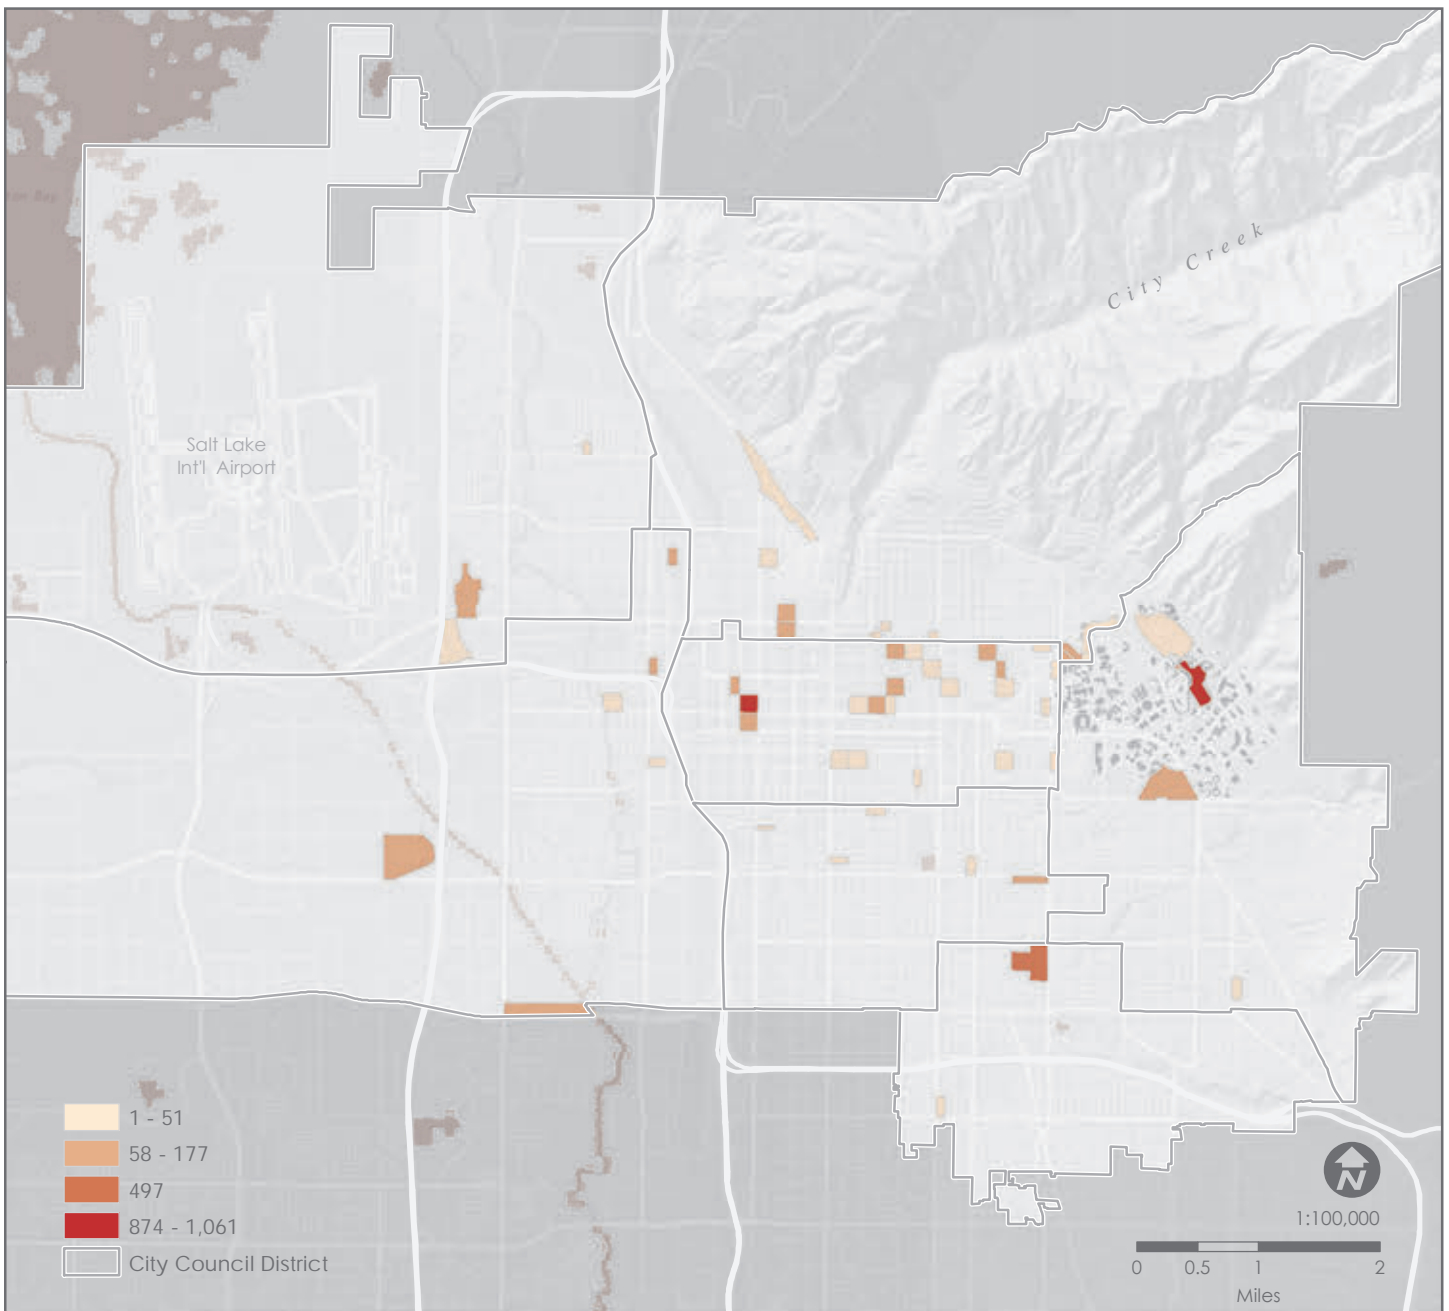 City Creek
Salt Lake
Int'l Airport
1 - 51
58 - 177
497
874 - 1,061
City Council District
N
1:100,000
0 0.5 1 2
Miles